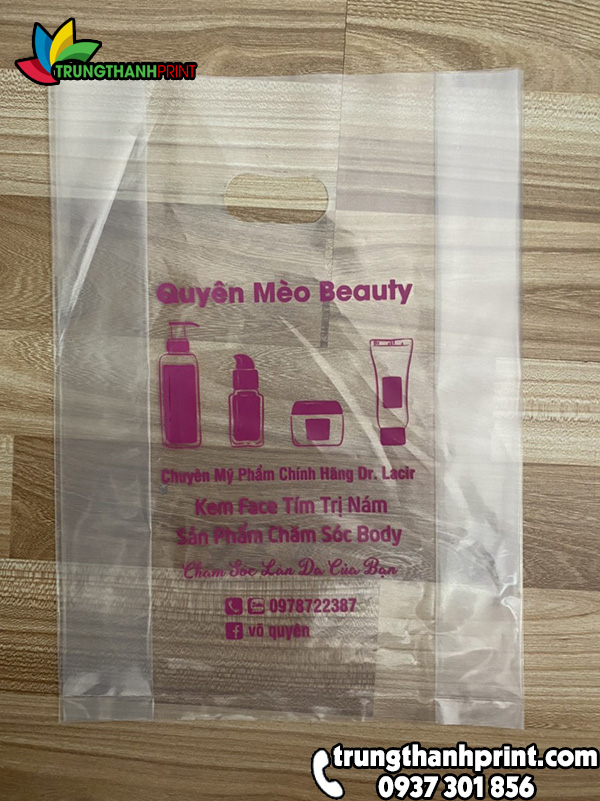 TRUNGTHANHPRINT
Quyên Mèo Beauty
Chuyên Mỹ Phẩm Chính Hãng Dr. Lacir
Kem Face Tím Trị Nám
Sản Phẩm Chăm Sóc Body
Chăm Sóc Làn Da Của Bạn
0978722387
võ quyên
trungthanhprint.com
0937 301 856